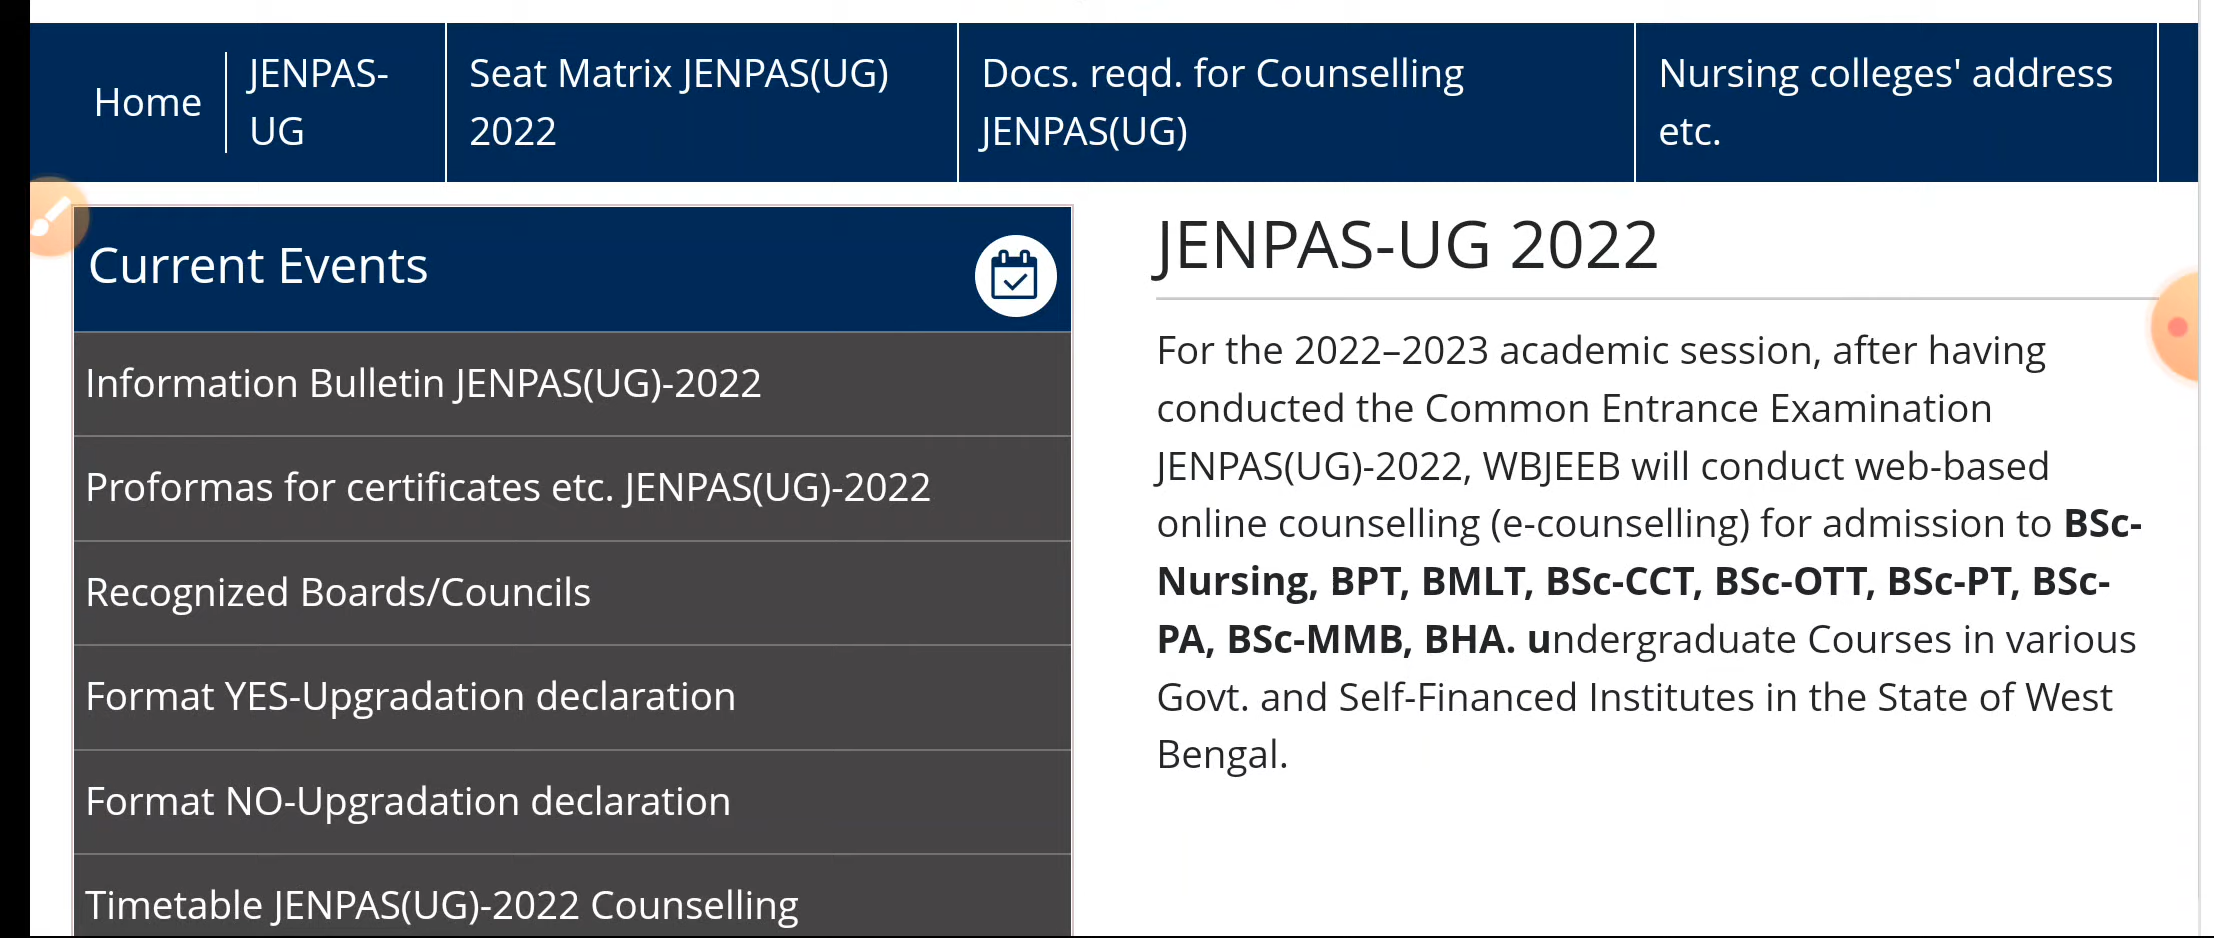 Home
JENPAS-
UG
Seat Matrix JENPAS(UG)
2022
Docs. reqd. for Counselling
JENPAS(UG)
Nursing colleges' address
etc.
Current Events
Information Bulletin JENPAS(UG)-2022
Proformas for certificates etc. JENPAS(UG)-2022
Recognized Boards/Councils
Format YES-Upgradation declaration
Format NO-Upgradation declaration
Timetable JENPAS(UG)-2022 Counselling
JENPAS-UG 2022
For the 2022–2023 academic session, after having
conducted the Common Entrance Examination
JENPAS(UG)-2022, WBJEEB will conduct web-based
online counselling (e-counselling) for admission to BSc-
Nursing, BPT, BMLT, BSc-CCT, BSc-OTT, BSc-PT, BSc-
PA, BSc-MMB, BHA. undergraduate Courses in various
Govt. and Self-Financed Institutes in the State of West
Bengal.